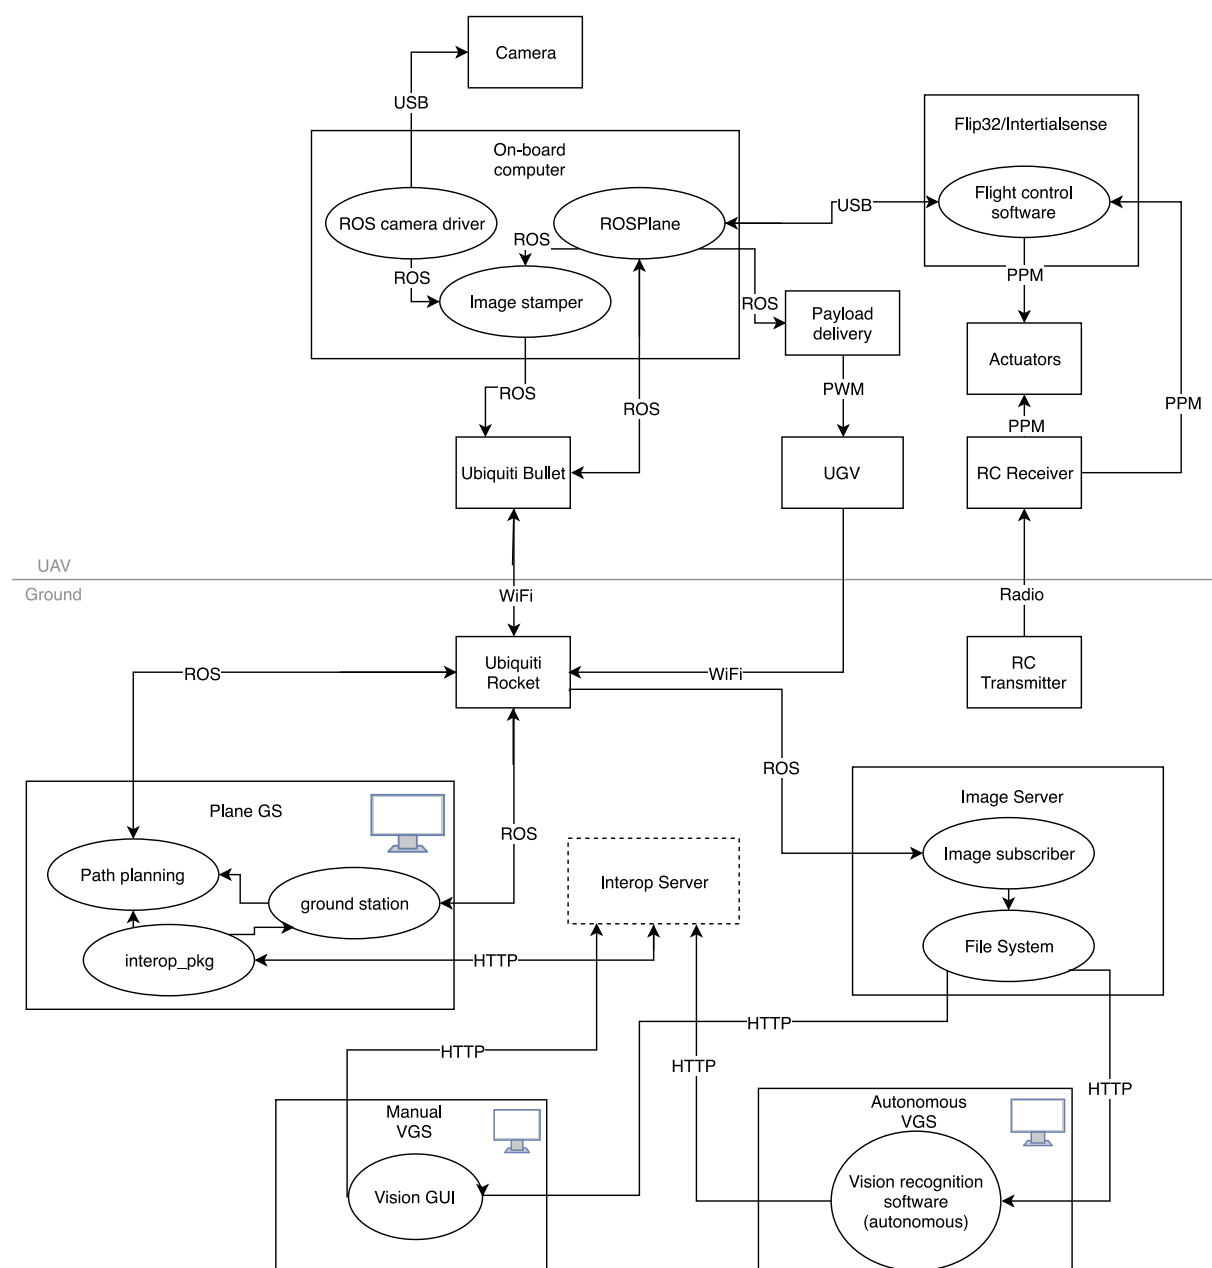 Camera
USB
Flip32/Intertialsense
On-board
computer
Flight control
software
ROS camera driver
ROSPlane
USB
ROS
ROS
PPM
Image stamper
ROS
Payload
delivery
Actuators
ROS
PWM
ROS
PPM
PPM
Ubiquiti Bullet
UGV
RC Receiver
UAV
Ground
WiFi
Radio
Ubiquiti
Rocket
ROS
WiFi
RC
Transmitter
ROS
Plane GS
Image Server
ROS
Path planning
Interop Server
Image subscriber
ground station
interop_pkg
HTTP
File System
HTTP
HTTP
HTTP
HTTP
Manual
VGS
Autonomous
VGS
Vision GUI
Vision recognition
software
(autonomous)